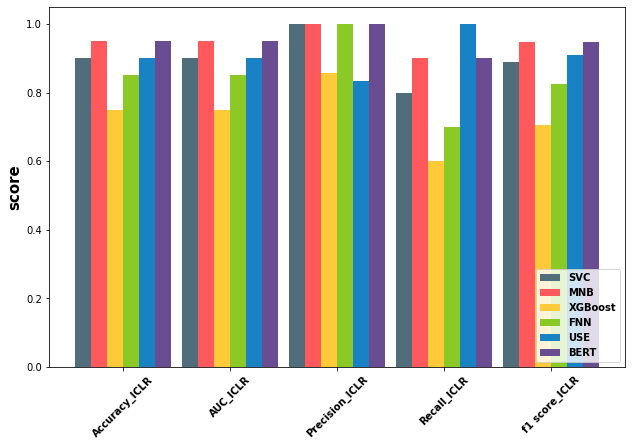 1.0
0.8
0.6
0.4
0.2
0.0
score
SVC
MNB
XGBoost
FNN
USE
BERT
Accuracy_ICLR
AUC_ICLR
Precision_ICLR
Recall_ICLR
f1 score_ICLR